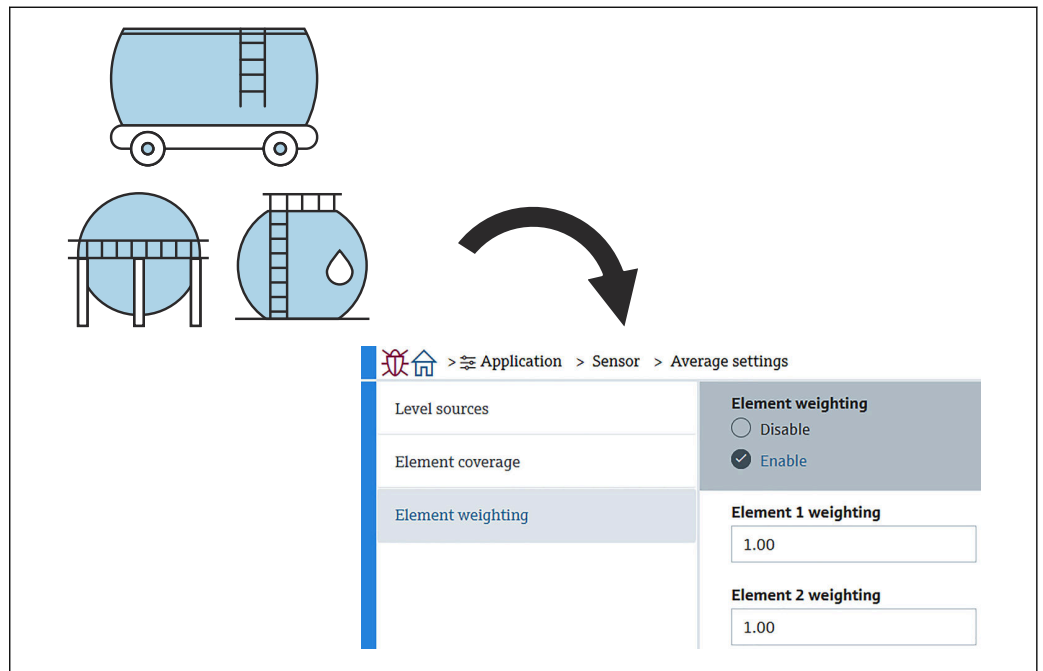 > Application > Sensor > Average settings
Level sources
Element coverage
Element weighting
Element weighting
Disable
Enable
Element 1 weighting
1.00
Element 2 weighting
1.00